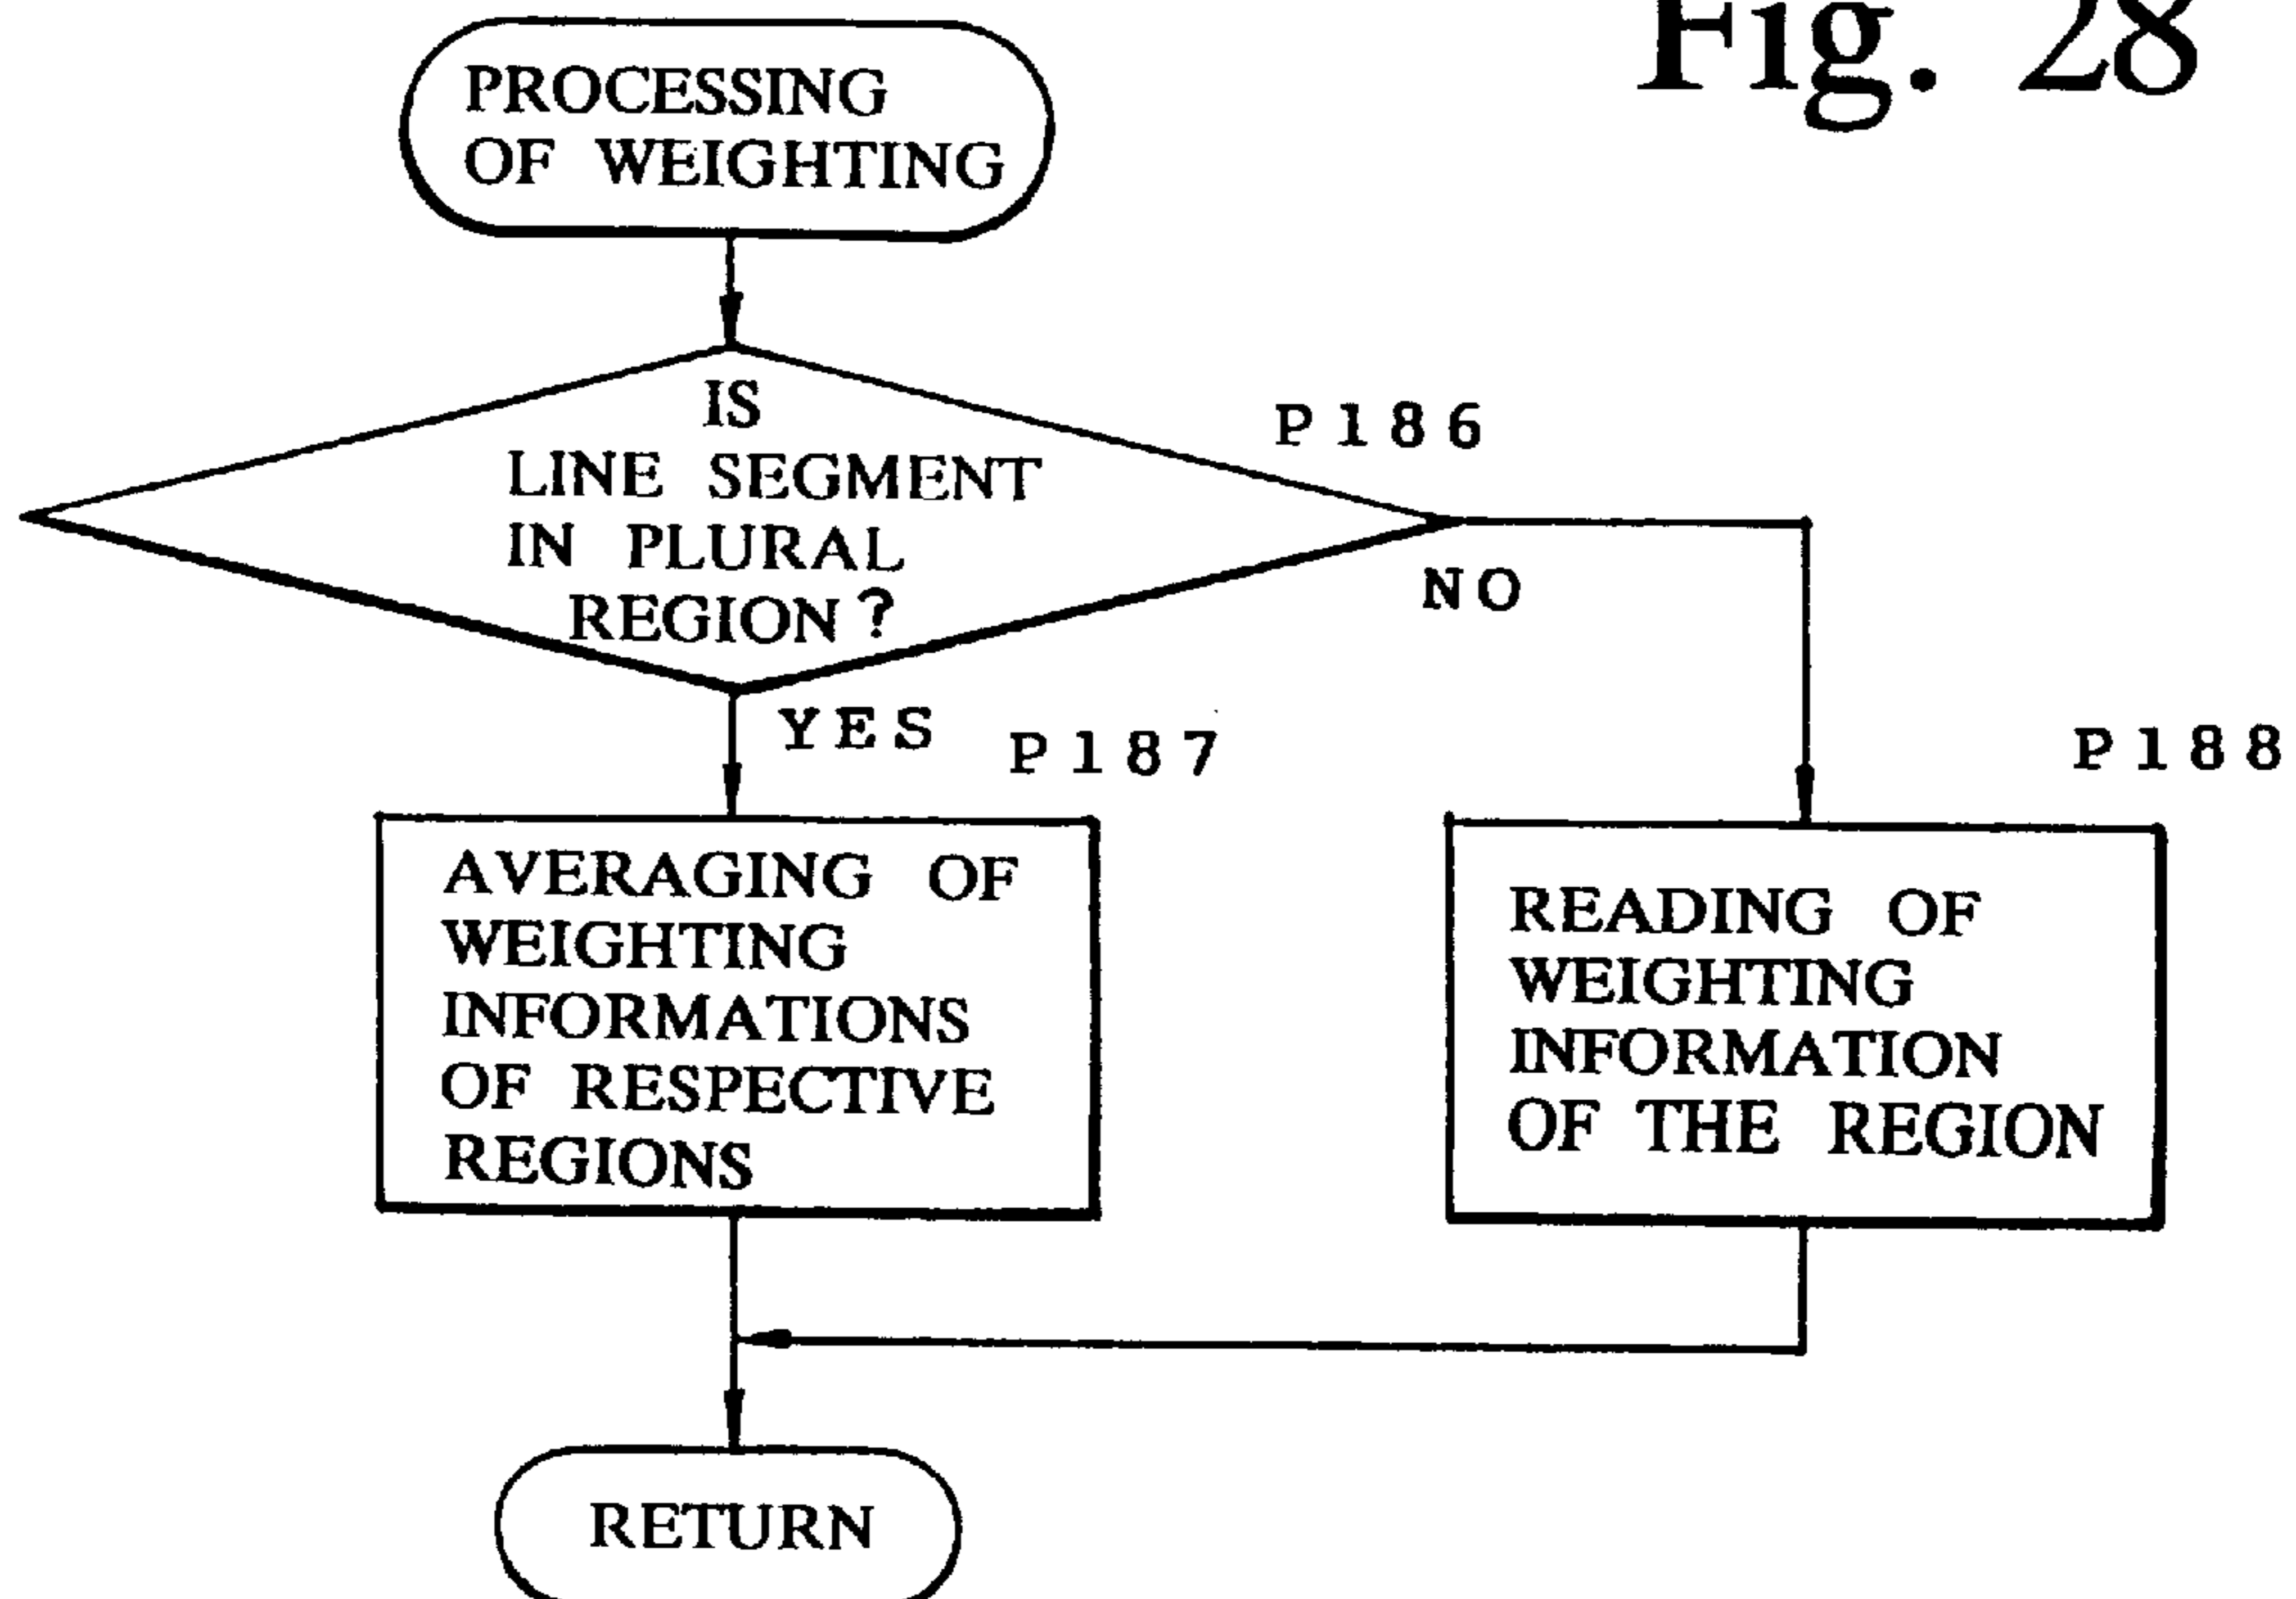 Fig. 28
PROCESSING
OF WEIGHTING
IS
LINE SEGMENT
IN PLURAL
REGION?
P186
NO
YES
P187
P188
AVERAGING OF
WEIGHTING
INFORMATIONS
OF RESPECTIVE
REGIONS
READING OF
WEIGHTING
INFORMATION
OF THE REGION
RETURN